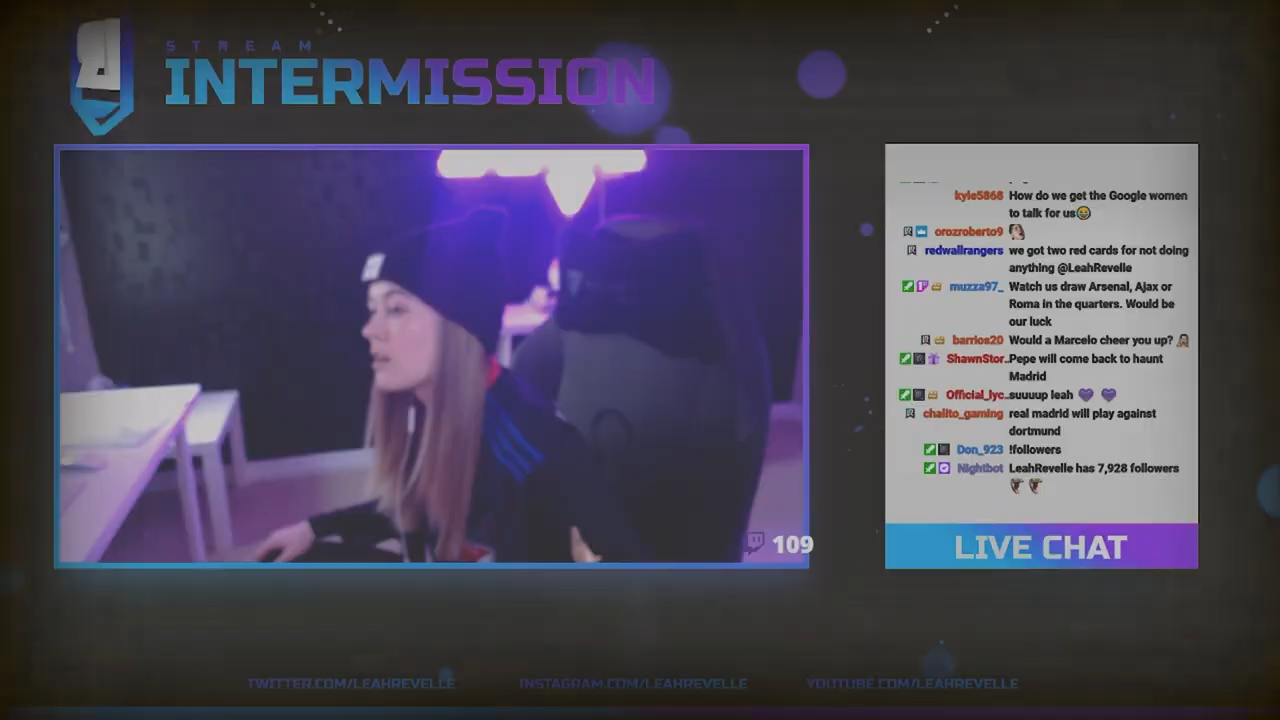 STREAM
INTERMISSION
kyle5868 How do we get the Google women
to talk for us
orozroberto9
redwallrangers we got two red cards for not doing
anything @LeahRevelle
muzza97_ Watch us draw Arsenal, Ajax or
Roma in the quarters. Would be
our luck
barrios20 Would a Marcelo cheer you up?
ShawnStor.. Pepe will come back to haunt
Madrid
Official_lyc.. suuuup leah
chalito_gaming real madrid will play against
dortmund
Don_923 !followers
Nightbot LeahRevelle has 7,928 followers
109
LIVE CHAT
TWITTER.COM/LEAHREVELLE
INSTAGRAM.COM/LEAHREVELLE
YOUTUBE.COM/LEAHREVELLE